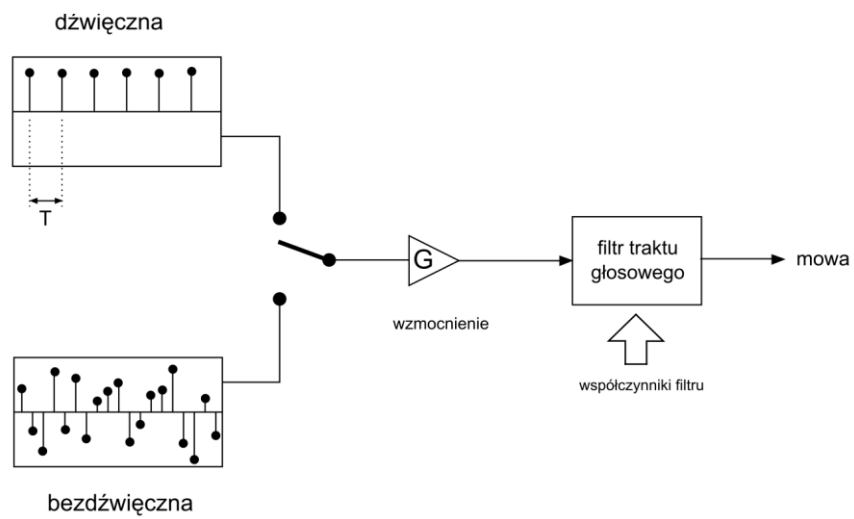 dźwięczna
T
G
wzmocnienie
filtr traktu
głosowego
mowa
współczynniki filtru
bezdźwięczna